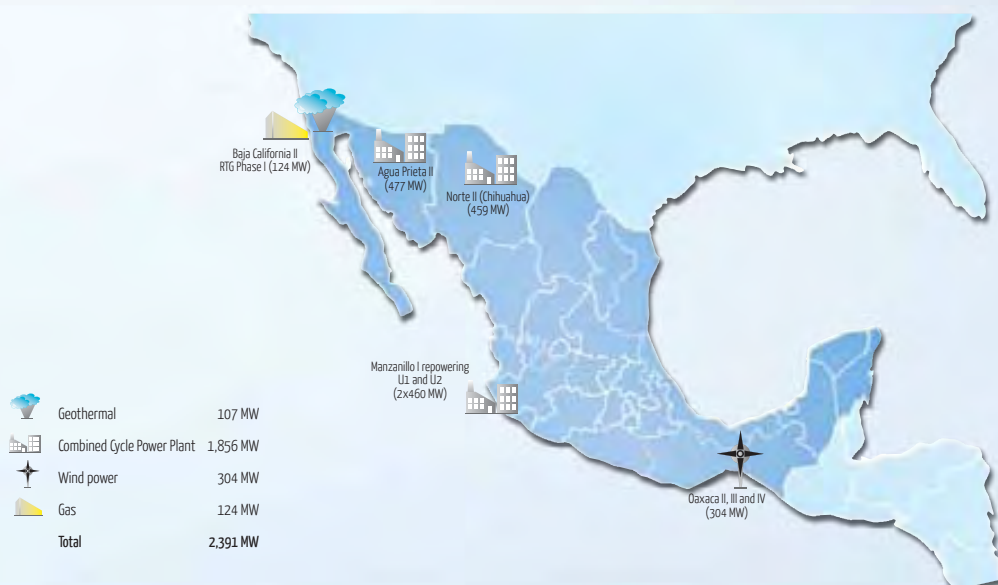 Baja California II
RTG Phase I (124 MW)
Agua Prieta II
(477 MW)
Norte II (Chihuahua)
(459 MW)
Manzanillo I repowering
U1 and U2
(2x460 MW)
Oaxaca II, III and IV
(304 MW)
Geothermal 107 MW
Combined Cycle Power Plant 1,856 MW
Wind power 304 MW
Gas 124 MW
Total 2,391 MW